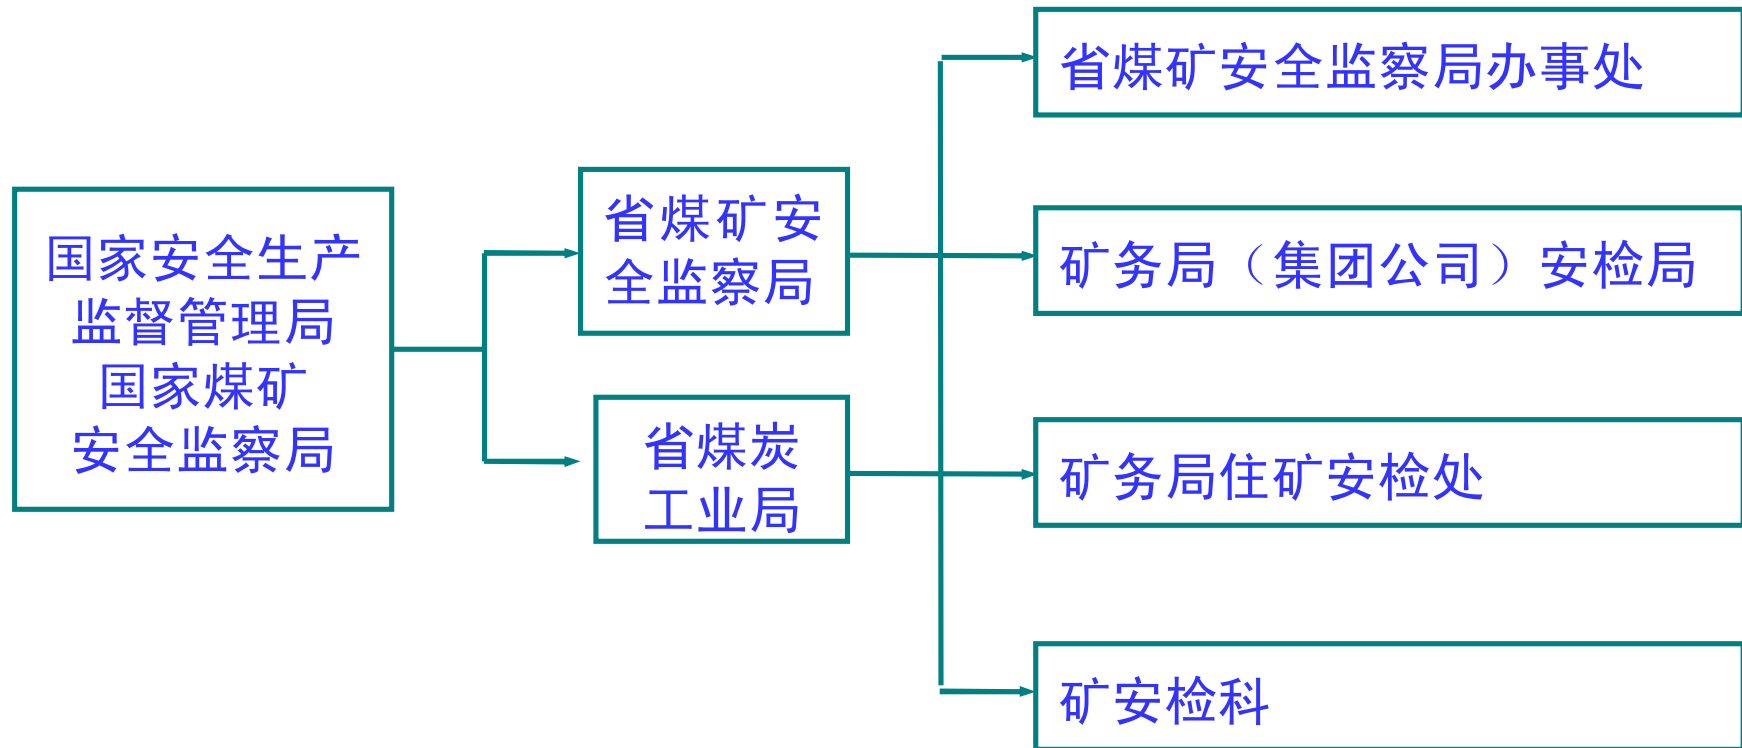 国家安全生产
监督管理局
国家煤矿
安全监察局
省煤矿安
全监察局
省煤炭
工业局
省煤矿安全监察局办事处
矿务局（集团公司）安检局
矿务局住矿安检处
矿安检科